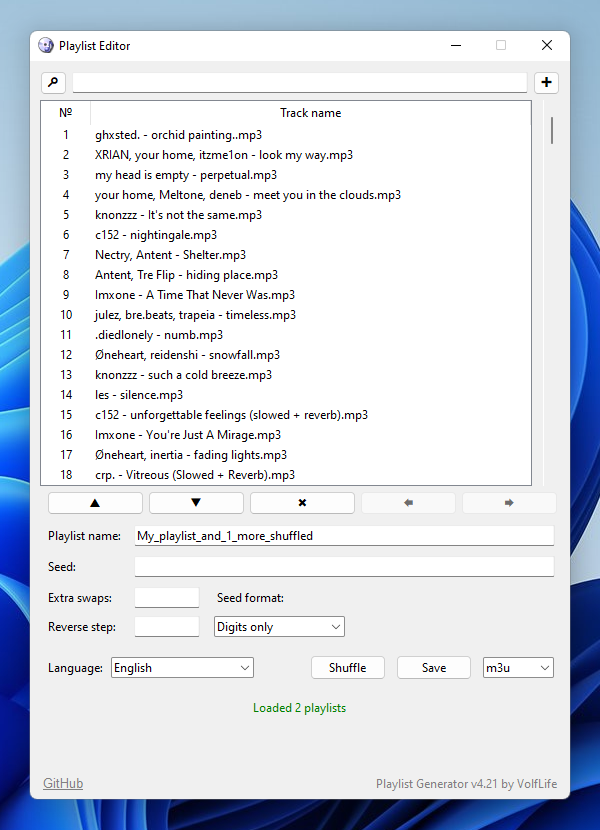 Playlist Editor
№ Track name
1 ghxsted. - orchid painting..mp3
2 XRIAN, your home, itzme1on - look my way.mp3
3 my head is empty - perpetual.mp3
4 your home, Meltone, deneb - meet you in the clouds.mp3
5 knonzzz - It's not the same.mp3
6 c152 - nightingale.mp3
7 Nectry, Antent - Shelter.mp3
8 Antent, Tre Flip - hiding place.mp3
9 Imxone - A Time That Never Was.mp3
10 julez, bre.beats, trapeia - timeless.mp3
11 .diedlonely - numb.mp3
12 Øneheart, reidenshi - snowfall.mp3
13 knonzzz - such a cold breeze.mp3
14 les - silence.mp3
15 c152 - unforgettable feelings (slowed + reverb).mp3
16 Imxone - You're Just A Mirage.mp3
17 Øneheart, inertia - fading lights.mp3
18 crp. - Vitreous (Slowed + Reverb).mp3
Playlist name: My_playlist_and_1_more_shuffled
Seed:
Extra swaps: Seed format:
Reverse step: Digits only
Language: English Shuffle Save m3u
Loaded 2 playlists
GitHub Playlist Generator v4.21 by VolfLife